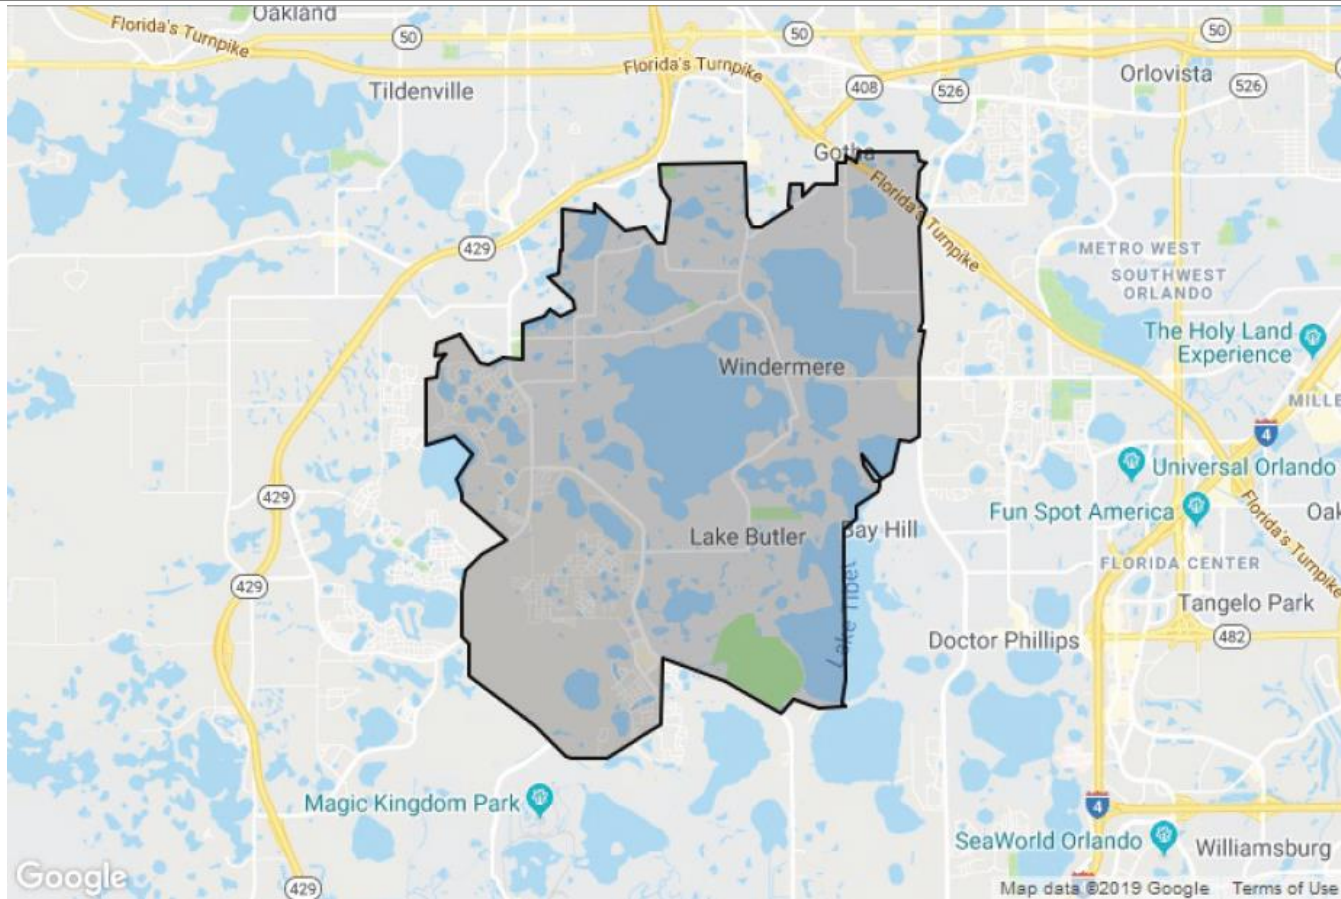 Oakland
Florida's Turnpike
50
50
50
Florida's Turnpike
Tildenville
408
526
Orlovista
526
Gotha
Florida's Turnpike
429
METRO WEST
SOUTHWEST
ORLANDO
The Holy Land
Experience
Windermere
MILLE
4
Universal Orlando
429
Fun Spot America
Oak
Florida's Turnpike
Lake Butler
Bay Hill
FLORIDA CENTER
429
Lake Tibet
Tangelo Park
Doctor Phillips
482
Magic Kingdom Park
4
SeaWorld Orlando
Williamsburg
Google
429
Map data ©2019 Google
Terms of Use